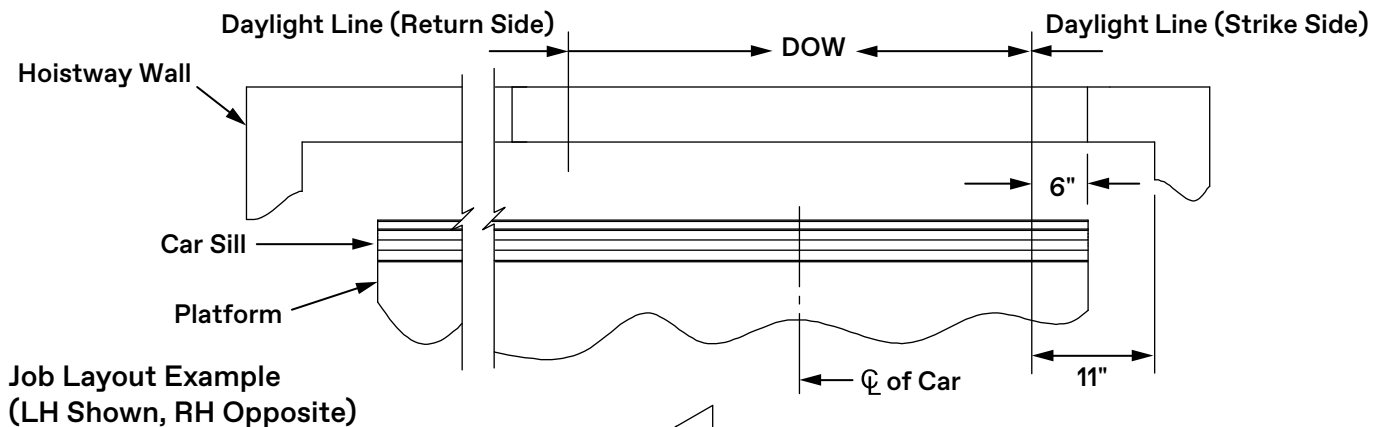 Daylight Line (Return Side)
DOW
Daylight Line (Strike Side)
Hoistway Wall
6"
Car Sill
Platform
℄ of Car
11"
Job Layout Example
(LH Shown, RH Opposite)